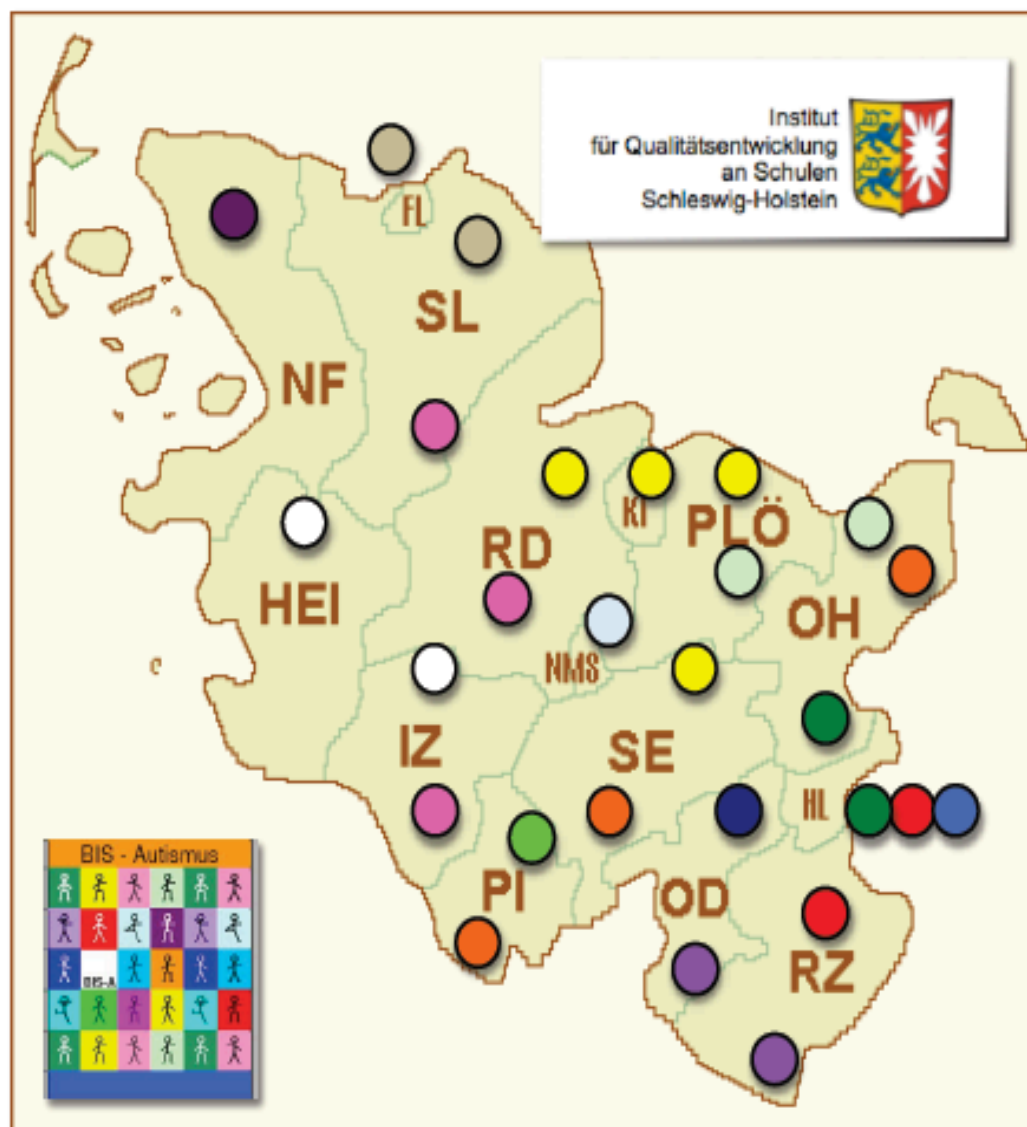 Institut
für Qualitätsentwicklung
an Schulen
Schleswig-Holstein
FL
SL
NF
KI
PLÖ
RD
HEI
OH
NMS
IZ
SE
HL
PI
OD
RZ
BIS - Autismus
BIS-A